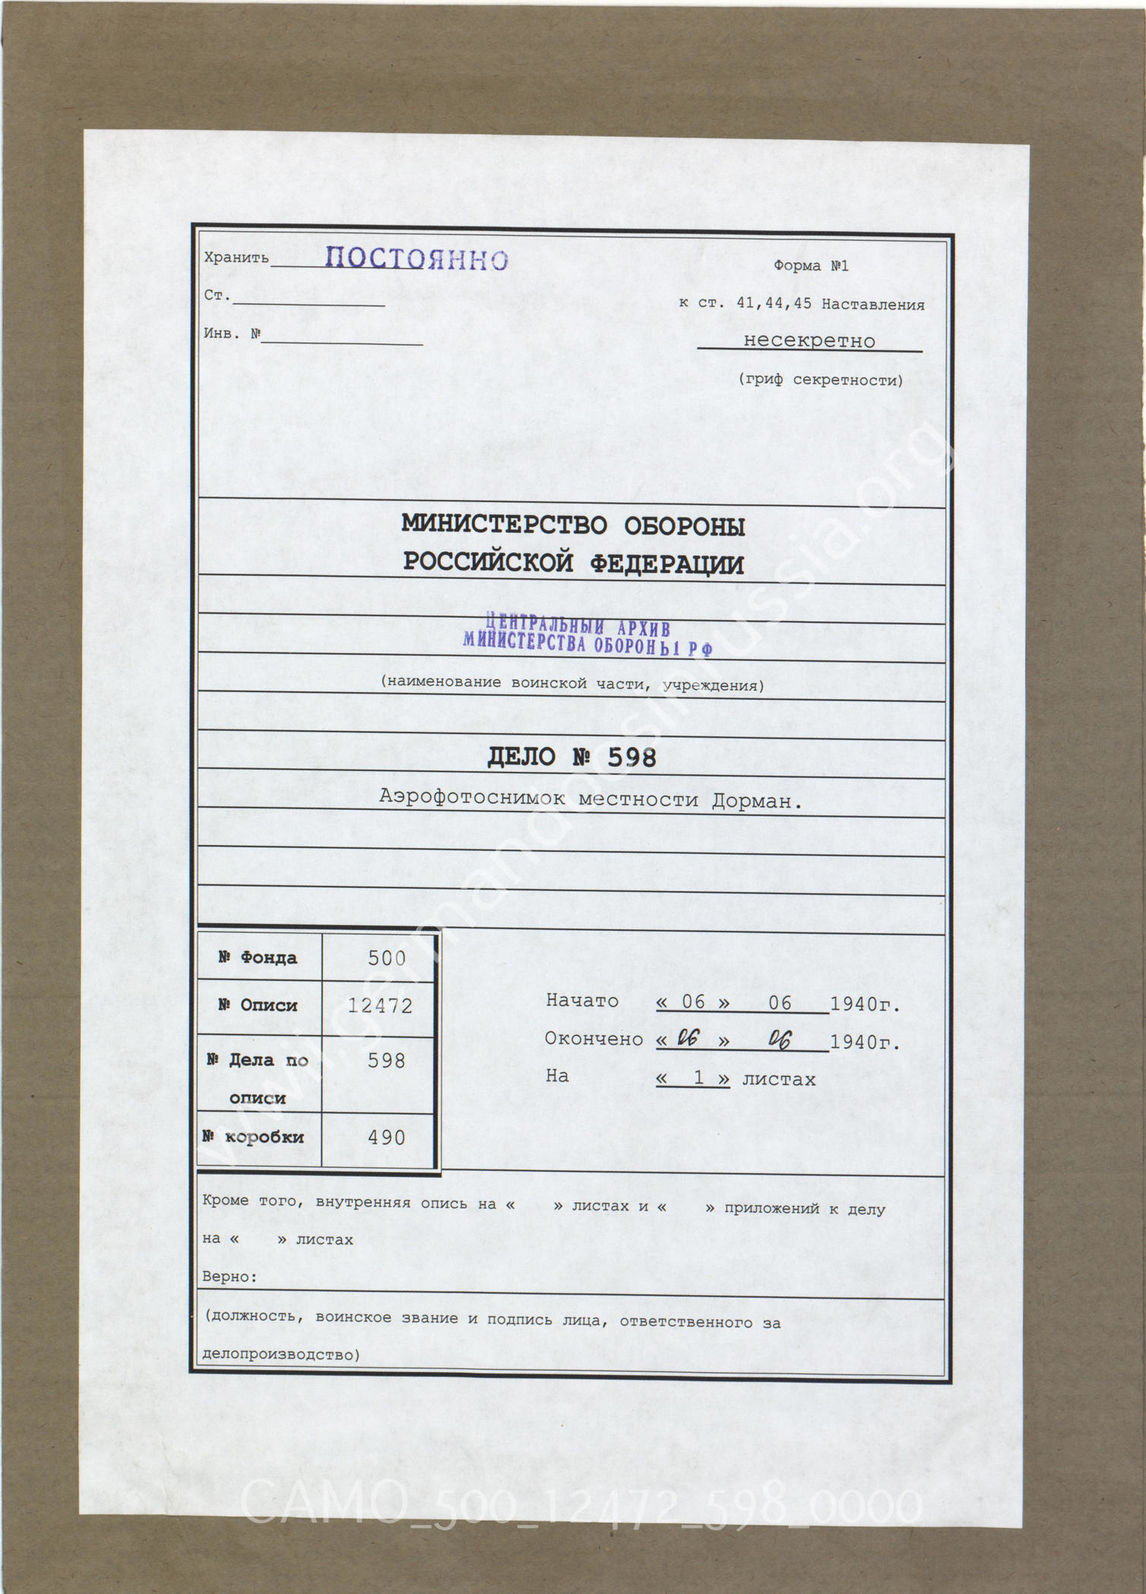 Хранить ПОСТОЯННО
Форма №1
Ст.
к ст. 41,44,45 Наставления
Инв. №
несекретно
(гриф секретности)
МИНИСТЕРСТВО ОБОРОНЫ
РОССИЙСКОЙ ФЕДЕРАЦИИ
ЦЕНТРАЛЬНЫЙ АРХИВ
МИНИСТЕРСТВА ОБОРОНЫ РФ
(наименование воинской части, учреждения)
ДЕЛО № 598
Аэрофотоснимок местности Дорман.
№ Фонда 500
№ Описи 12472
№ Дела по описи 598
№ коробки 490
Начато « 06 » 06 1940г.
Окончено « 06 » 06 1940г.
На « 1 » листах
Кроме того, внутренняя опись на « » листах и « » приложений к делу
на « » листах
Верно:
(должность, воинское звание и подпись лица, ответственного за
делопроизводство)
www.germandocsinrussia.org
CAMO_500_12472_598_0000